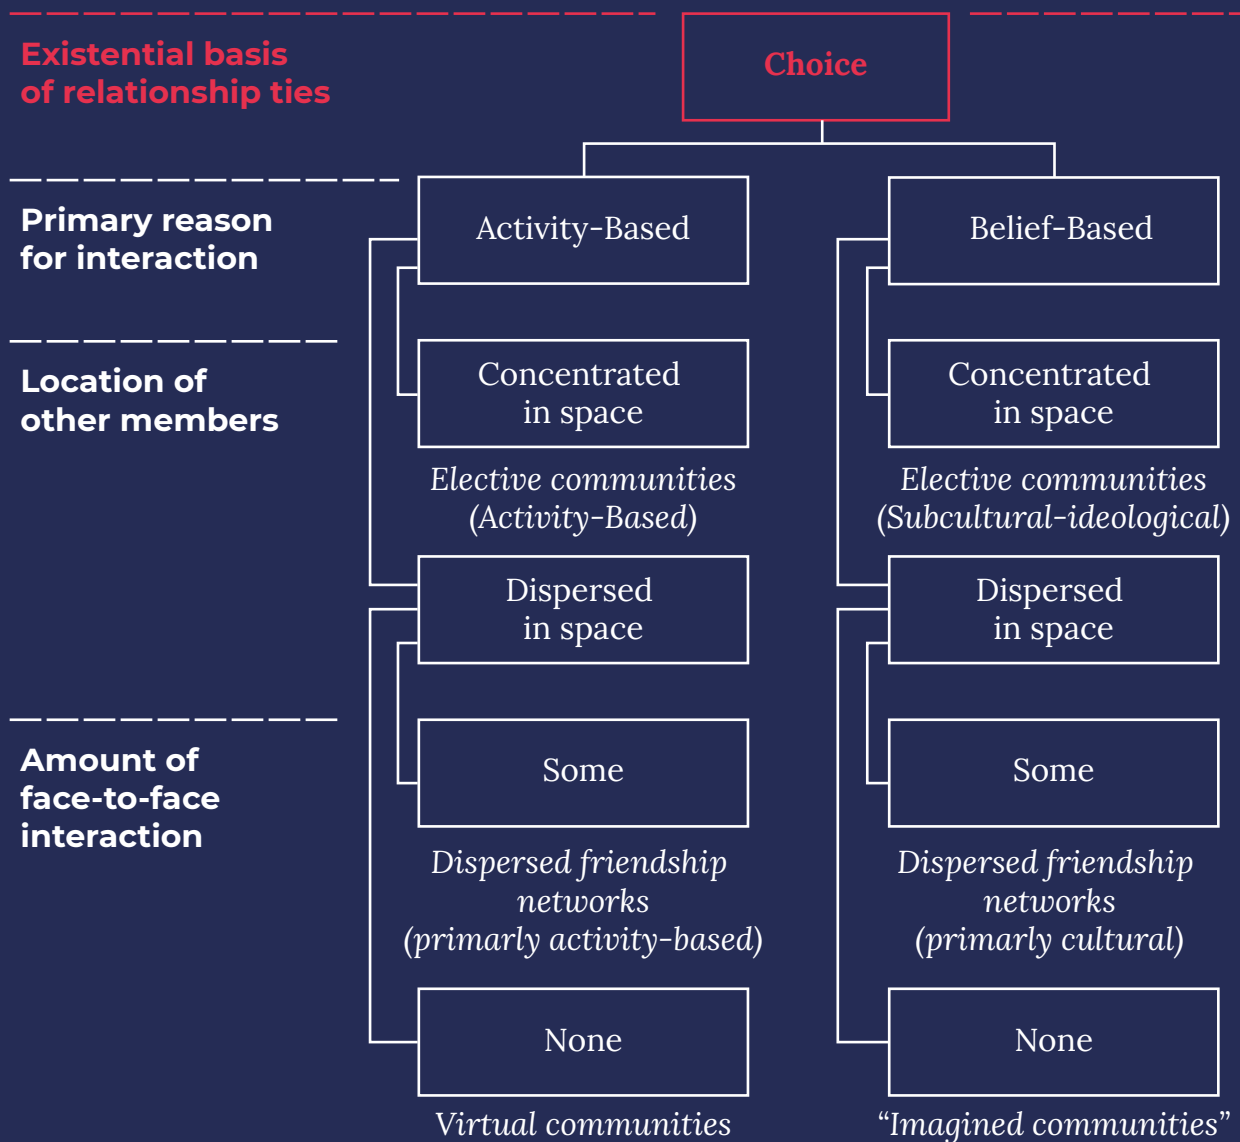 Existential basis
of relationship ties
Choice
Primary reason
for interaction
Activity-Based
Belief-Based
Location of
other members
Concentrated
in space
Concentrated
in space
Elective communities
(Activity-Based)
Elective communities
(Subcultural-ideological)
Dispersed
in space
Dispersed
in space
Amount of
face-to-face
interaction
Some
Some
Dispersed friendship
networks
(primarly activity-based)
Dispersed friendship
networks
(primarly cultural)
None
None
Virtual communities
“Imagined communities”